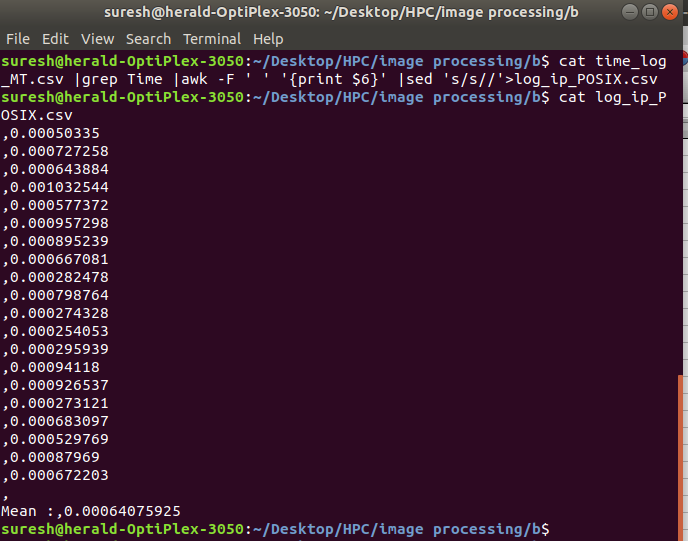 suresh@herald-OptiPlex-3050: ~/Desktop/HPC/image processing/b
File Edit View Search Terminal Help
suresh@herald-OptiPlex-3050:~/Desktop/HPC/image processing/b$ cat time_log
_MT.csv |grep Time |awk -F ' ' '{print $6}' |sed 's/s//'>log_ip_POSIX.csv
suresh@herald-OptiPlex-3050:~/Desktop/HPC/image processing/b$ cat log_ip_P
OSIX.csv
,0.00050335
,0.000727258
,0.000643884
,0.001032544
,0.000577372
,0.000957298
,0.000895239
,0.000667081
,0.000282478
,0.000798764
,0.000274328
,0.000254053
,0.000295939
,0.00094118
,0.000926537
,0.000273121
,0.000683097
,0.000529769
,0.00087969
,0.000672203
,
Mean :,0.00064075925
suresh@herald-OptiPlex-3050:~/Desktop/HPC/image processing/b$